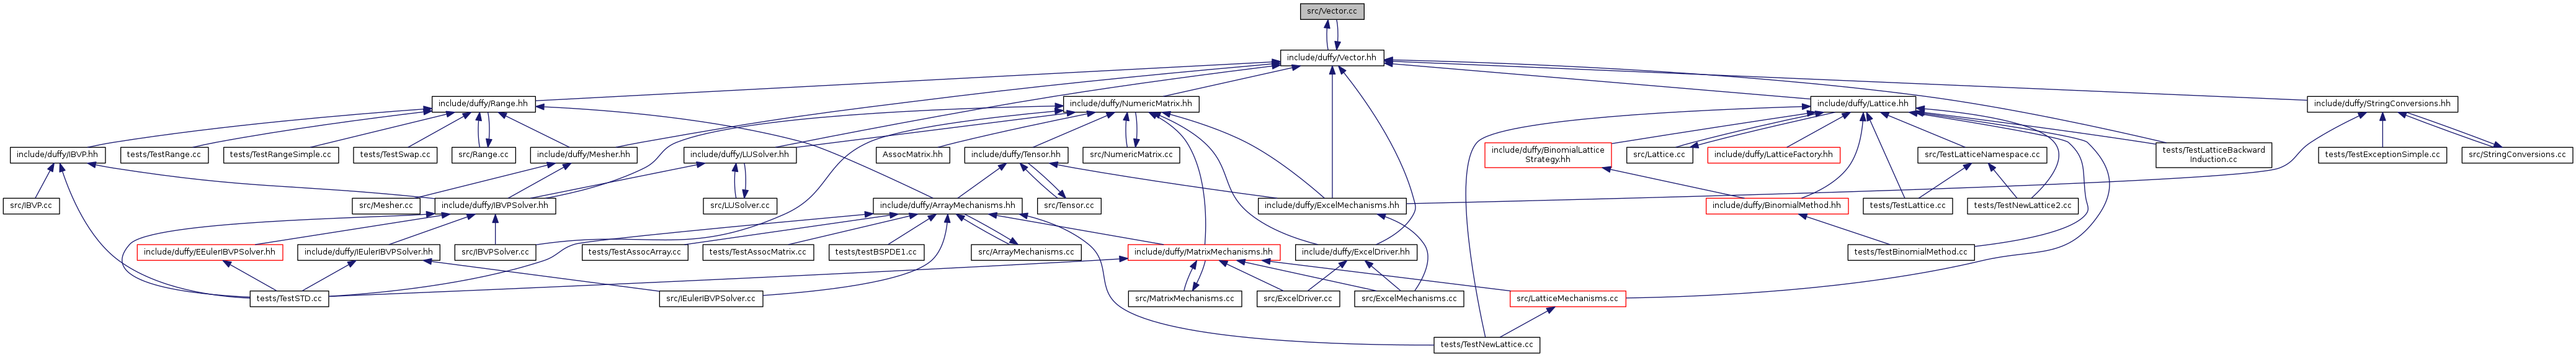 src/Vector.cc
include/duffy/Vector.hh
include/duffy/Range.hh
include/duffy/NumericMatrix.hh
include/duffy/Lattice.hh
include/duffy/StringConversions.hh
include/duffy/IBVP.hh
tests/TestRange.cc
tests/TestRangeSimple.cc
tests/TestSwap.cc
src/Range.cc
include/duffy/Mesher.hh
include/duffy/LUSolver.hh
AssocMatrix.hh
include/duffy/Tensor.hh
src/NumericMatrix.cc
include/duffy/BinomialLattice
Strategy.hh
src/Lattice.cc
include/duffy/LatticeFactory.hh
src/TestLatticeNamespace.cc
tests/TestLatticeBackward
Induction.cc
tests/TestExceptionSimple.cc
src/StringConversions.cc
src/IBVP.cc
src/Mesher.cc
include/duffy/IBVPSolver.hh
src/LUSolver.cc
include/duffy/ArrayMechanisms.hh
src/Tensor.cc
include/duffy/ExcelMechanisms.hh
include/duffy/BinomialMethod.hh
tests/TestLattice.cc
tests/TestNewLattice2.cc
include/duffy/EEulerIBVPSolver.hh
include/duffy/IEulerIBVPSolver.hh
src/IBVPSolver.cc
tests/TestAssocArray.cc
tests/TestAssocMatrix.cc
tests/testBSPDE1.cc
src/ArrayMechanisms.cc
include/duffy/MatrixMechanisms.hh
include/duffy/ExcelDriver.hh
tests/TestBinomialMethod.cc
tests/TestSTD.cc
src/IEulerIBVPSolver.cc
src/MatrixMechanisms.cc
src/ExcelDriver.cc
src/ExcelMechanisms.cc
src/LatticeMechanisms.cc
tests/TestNewLattice.cc